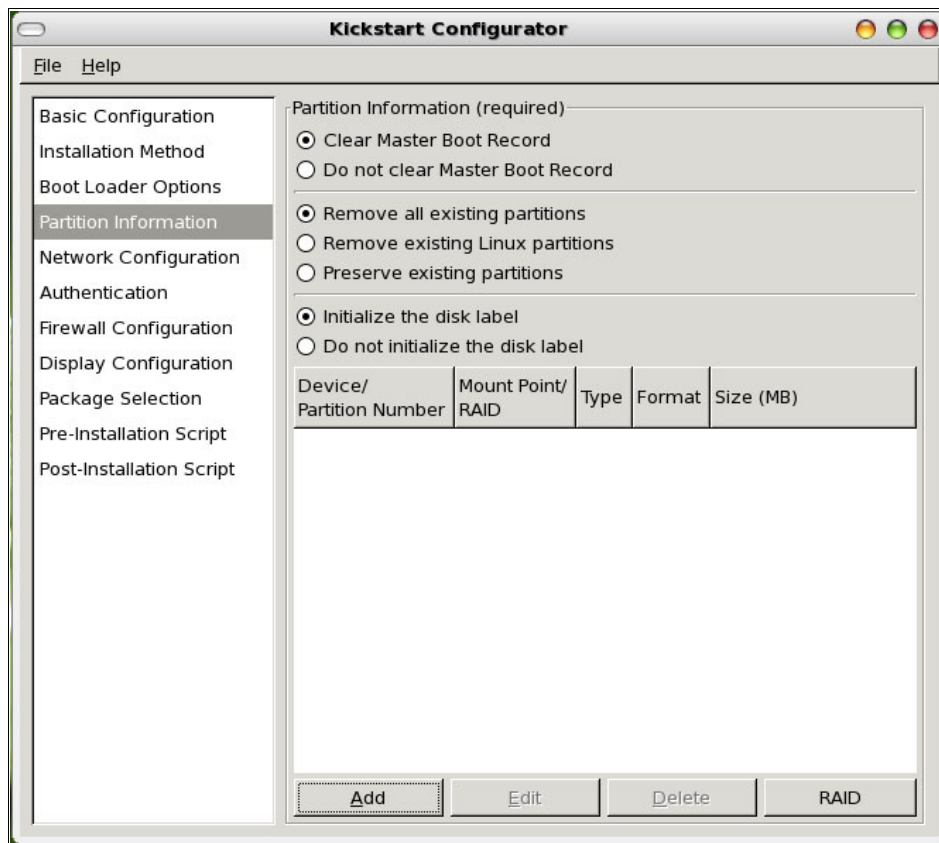 Kickstart Configurator
File Help
Basic Configuration
Installation Method
Boot Loader Options
Partition Information
Network Configuration
Authentication
Firewall Configuration
Display Configuration
Package Selection
Pre-Installation Script
Post-Installation Script
Partition Information (required)
Clear Master Boot Record
Do not clear Master Boot Record
Remove all existing partitions
Remove existing Linux partitions
Preserve existing partitions
Initialize the disk label
Do not initialize the disk label
Device/
Partition Number
Mount Point/
RAID
Type
Format
Size (MB)
Add
Edit
Delete
RAID